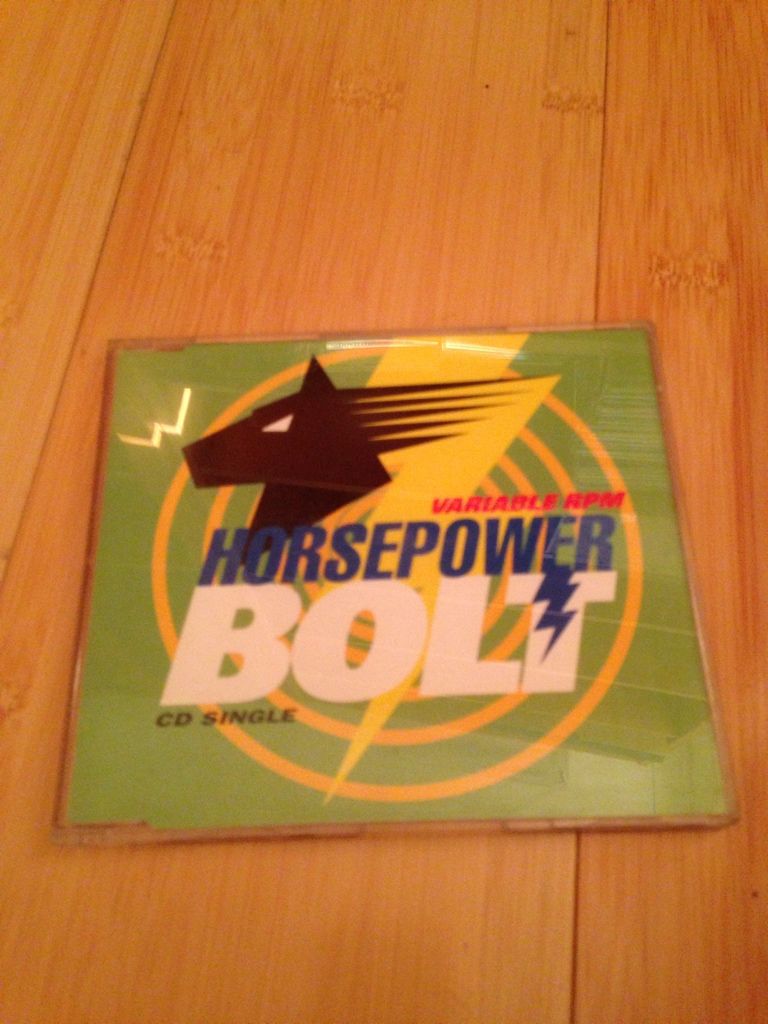 VARIABLE RPM
HORSEPOWER
BOLT
CD SINGLE